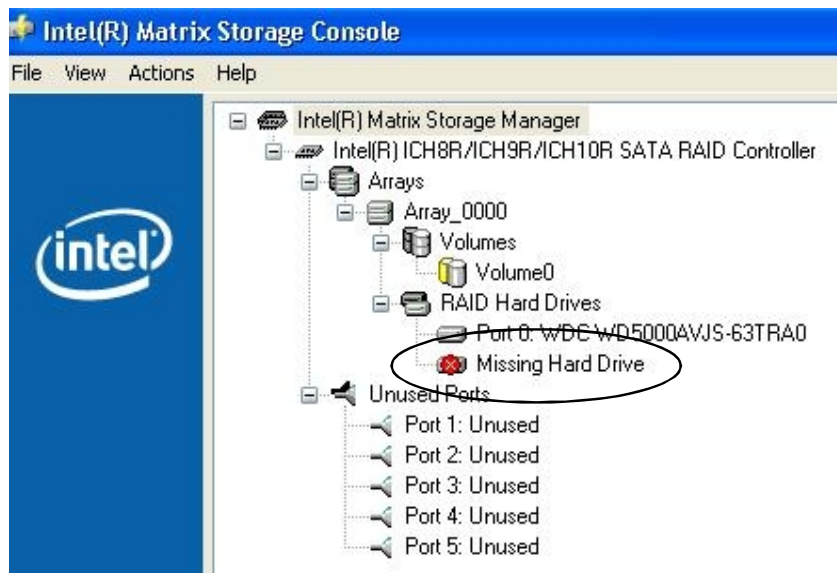 Intel(R) Matrix Storage Console
File View Actions Help
Intel(R) Matrix Storage Manager
Intel(R) ICH8R/ICH9R/ICH10R SATA RAID Controller
Arrays
Array_0000
Volumes
Volume0
RAID Hard Drives
Port 0: WDC WD5000AVJS-63TRA0
Missing Hard Drive
Unused Ports
Port 1: Unused
Port 2: Unused
Port 3: Unused
Port 4: Unused
Port 5: Unused
intel